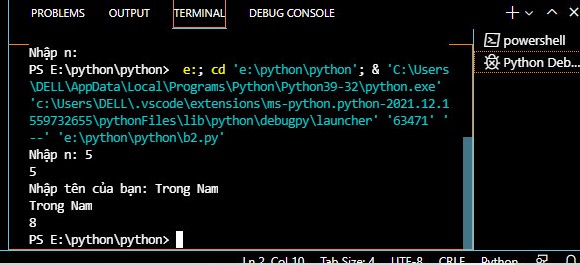 PROBLEMS OUTPUT TERMINAL DEBUG CONSOLE
powershell
Python Deb...
Nhập n:
PS E:\python\python>  e:; cd 'e:\python\python'; & 'C:\Users
\DELL\AppData\Local\Programs\Python\Python39-32\python.exe'
'c:\Users\DELL\.vscode\extensions\ms-python.python-2021.12.1
559732655\pythonFiles\lib\python\debugpy\launcher' '63471' '
--' 'e:\python\python\b2.py'
Nhập n: 5
5
Nhập tên của bạn: Trong Nam
Trong Nam
8
PS E:\python\python>
Ln 2, Col 10 Tab Size: 4 UTF-8 CRLF Python